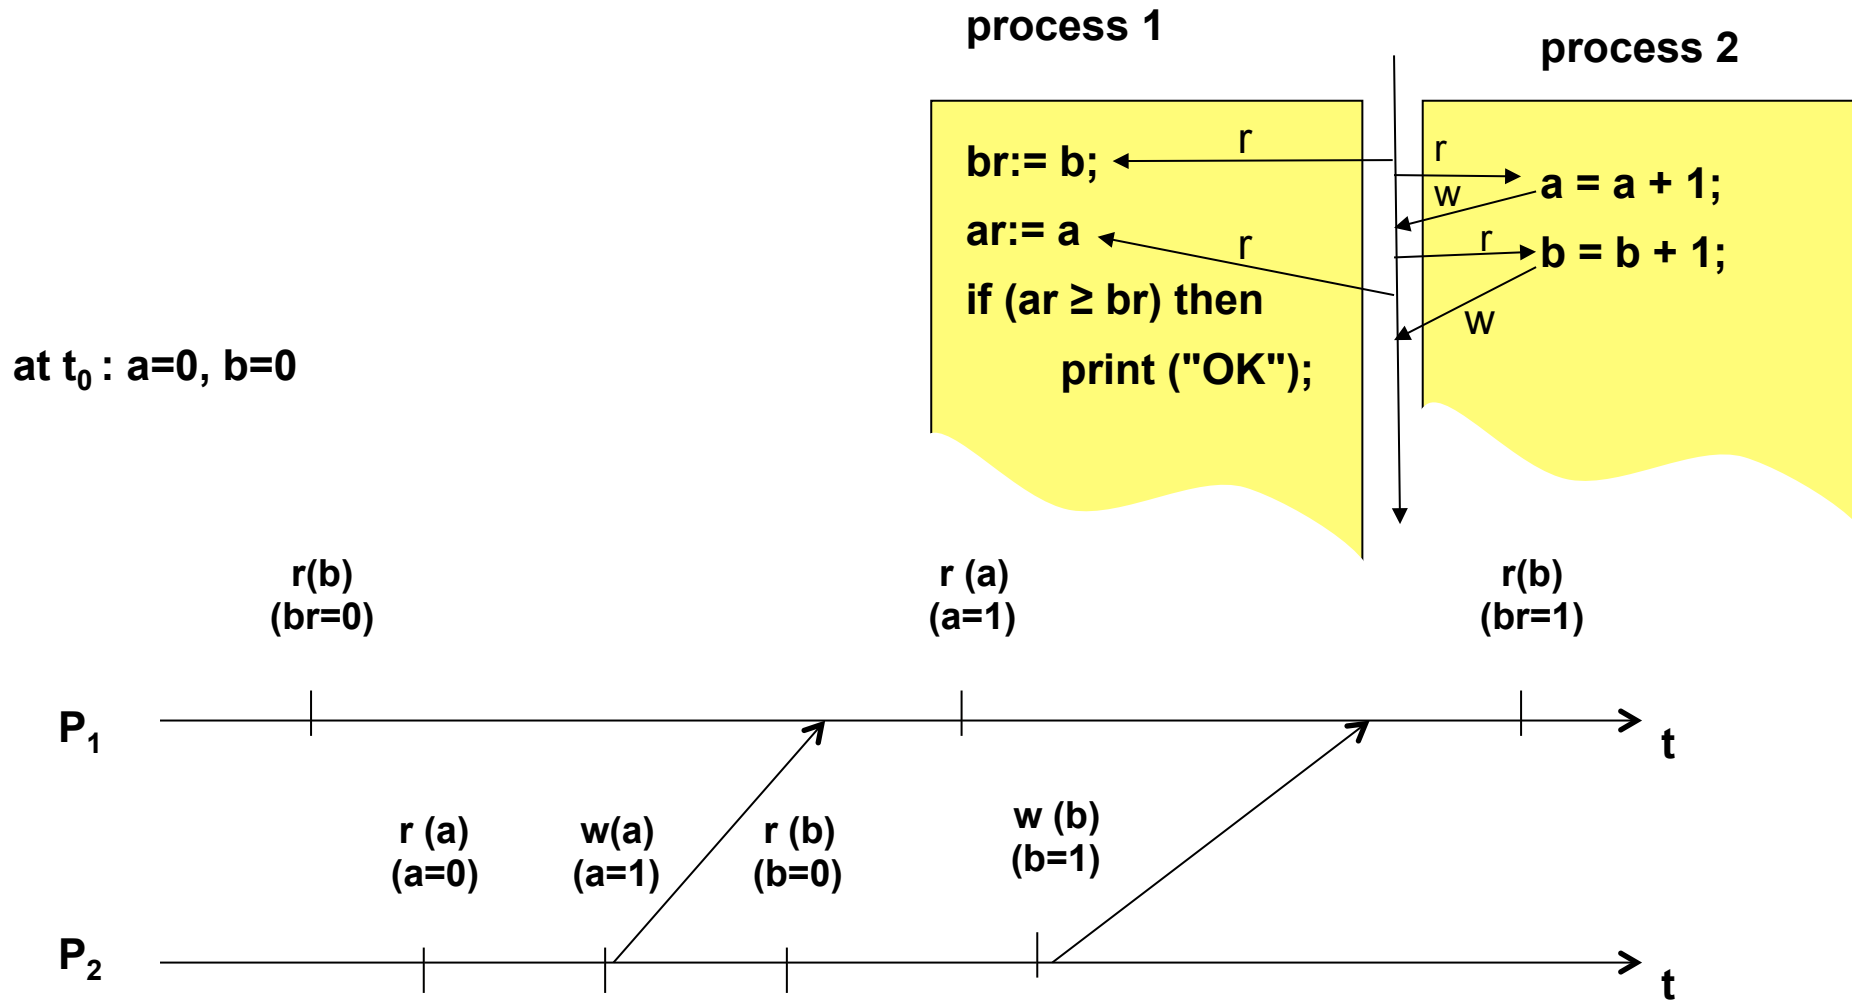 process 1
process 2
br:= b;
r
r
a = a + 1;
w
ar:= a
r
r
b = b + 1;
if (ar ≥ br) then
w
print ("OK");
at t0 : a=0, b=0
r(b)
(br=0)
r (a)
(a=1)
r(b)
(br=1)
P1
t
r (a)
(a=0)
w(a)
(a=1)
r (b)
(b=0)
w (b)
(b=1)
P2
t